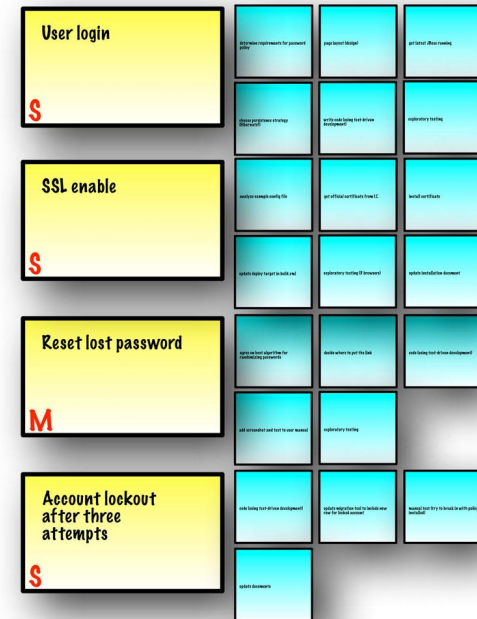 User login
S
determine requirements for password
policy
page layout (design)
get latest JBoss running
choose persistence strategy
(Hibernate?)
write code (using test-driven
development)
exploratory testing
SSL enable
S
analyze example config file
get official certificate from I.T.
install certificate
update deploy target in build.xml
exploratory testing (9 browsers)
update installation document
Reset lost password
M
agree on best algorithm for
randomizing passwords
decide where to put the link
code (using test-driven development)
add screenshot and text to user manual
exploratory testing
Account lockout
after three
attempts
S
code (using test-driven development)
update migration tool to include new
row for locked account
manual test (try to break in with policy
installed)
update documents